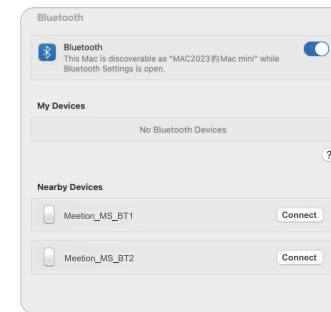 Bluetooth
Bluetooth
This Mac is discoverable as "MAC2023的Mac mini" while
Bluetooth Settings is open.
My Devices
No Bluetooth Devices
?
Nearby Devices
Meetion_MS_BT1 Connect
Meetion_MS_BT2 Connect